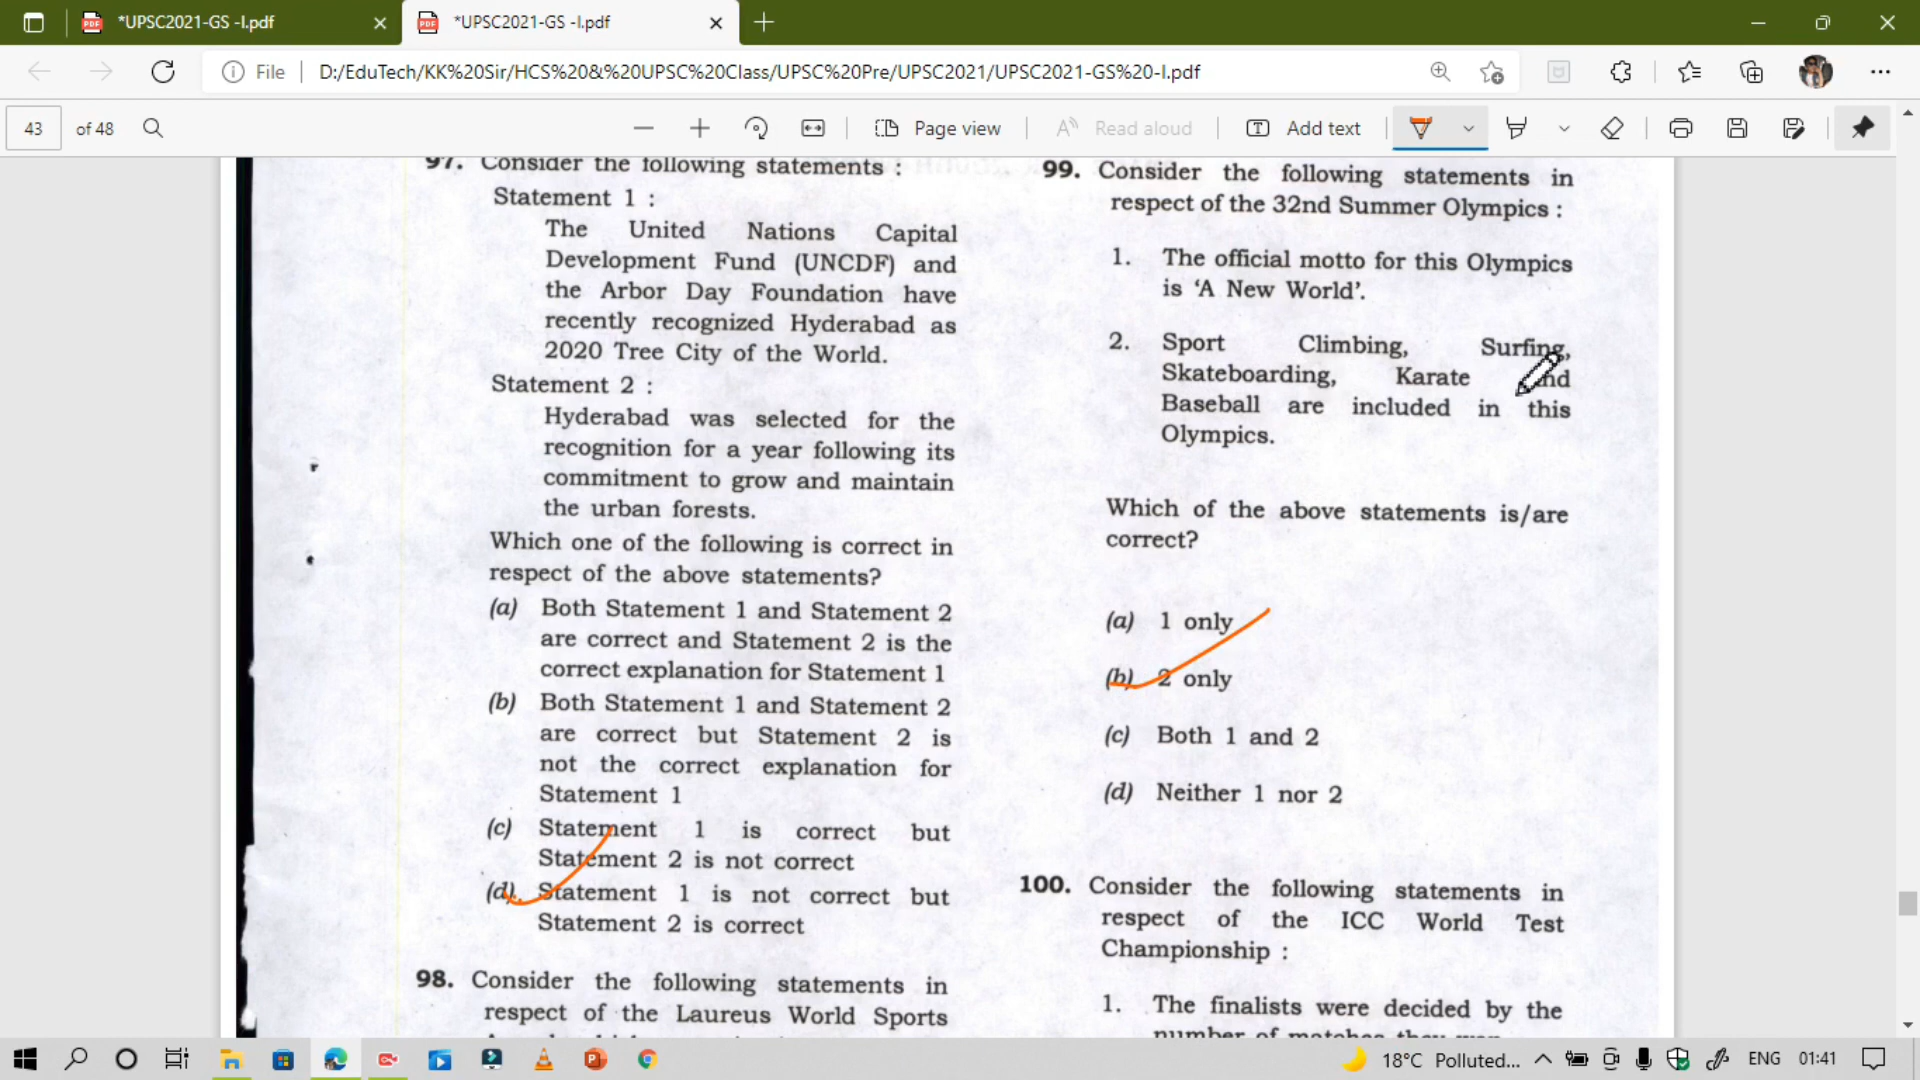 *UPSC2021-GS -I.pdf
*UPSC2021-GS -I.pdf
File
D:/EduTech/KK%20Sir/HCS%20&%20UPSC%20Class/UPSC%20Pre/UPSC2021/UPSC2021-GS%20-I.pdf
43 of 48
Page view
Read aloud
Add text
97. Consider the following statements :
Statement 1 :
The United Nations Capital
Development Fund (UNCDF) and
the Arbor Day Foundation have
recently recognized Hyderabad as
2020 Tree City of the World.
Statement 2 :
Hyderabad was selected for the
recognition for a year following its
commitment to grow and maintain
the urban forests.
Which one of the following is correct in
respect of the above statements?
(a) Both Statement 1 and Statement 2
are correct and Statement 2 is the
correct explanation for Statement 1
(b) Both Statement 1 and Statement 2
are correct but Statement 2 is
not the correct explanation for
Statement 1
(c) Statement 1 is correct but
Statement 2 is not correct
(d) Statement 1 is not correct but
Statement 2 is correct
98. Consider the following statements in
respect of the Laureus World Sports
99. Consider the following statements in
respect of the 32nd Summer Olympics :
1. The official motto for this Olympics
is ‘A New World’.
2. Sport Climbing, Surfing,
Skateboarding, Karate and
Baseball are included in this
Olympics.
Which of the above statements is/are
correct?
(a) 1 only
(b) 2 only
(c) Both 1 and 2
(d) Neither 1 nor 2
100. Consider the following statements in
respect of the ICC World Test
Championship :
1. The finalists were decided by the
number of matches they won
18°C Polluted...
ENG
01:41